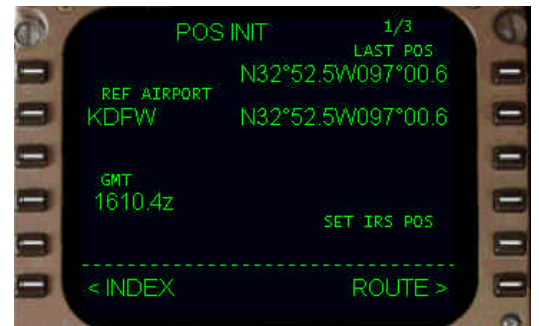 POS INIT 1/3
LAST POS
N32°52.5W097°00.6
REF AIRPORT
KDFW N32°52.5W097°00.6
GMT
1610.4z
SET IRS POS
--------------------------------------------
< INDEX ROUTE >